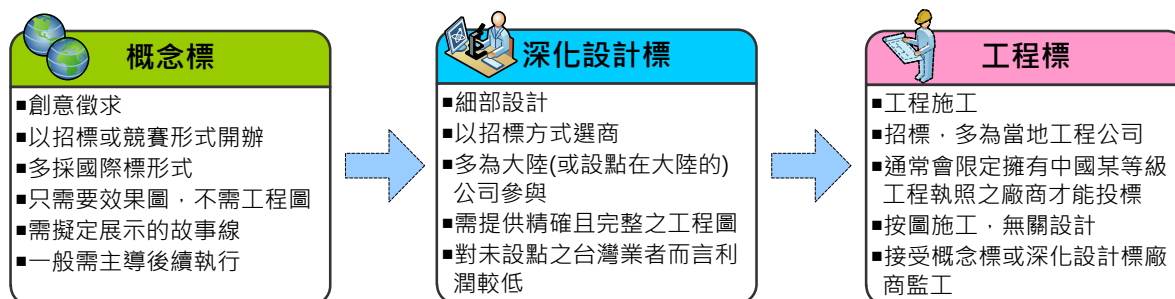 概念標
■創意徵求
■以招標或競賽形式開辦
■多採國際標形式
■只需要效果圖，不需工程圖
■需擬定展示的故事線
■一般需主導後續執行
深化設計標
■細部設計
■以招標方式選商
■多為大陸(或設點在大陸的)
公司參與
■需提供精確且完整之工程圖
■對未設點之台灣業者而言利
潤較低
工程標
■工程施工
■招標，多為當地工程公司
■通常會限定擁有中國某等級
工程執照之廠商才能投標
■按圖施工，無關設計
■接受概念標或深化設計標廠
商監工